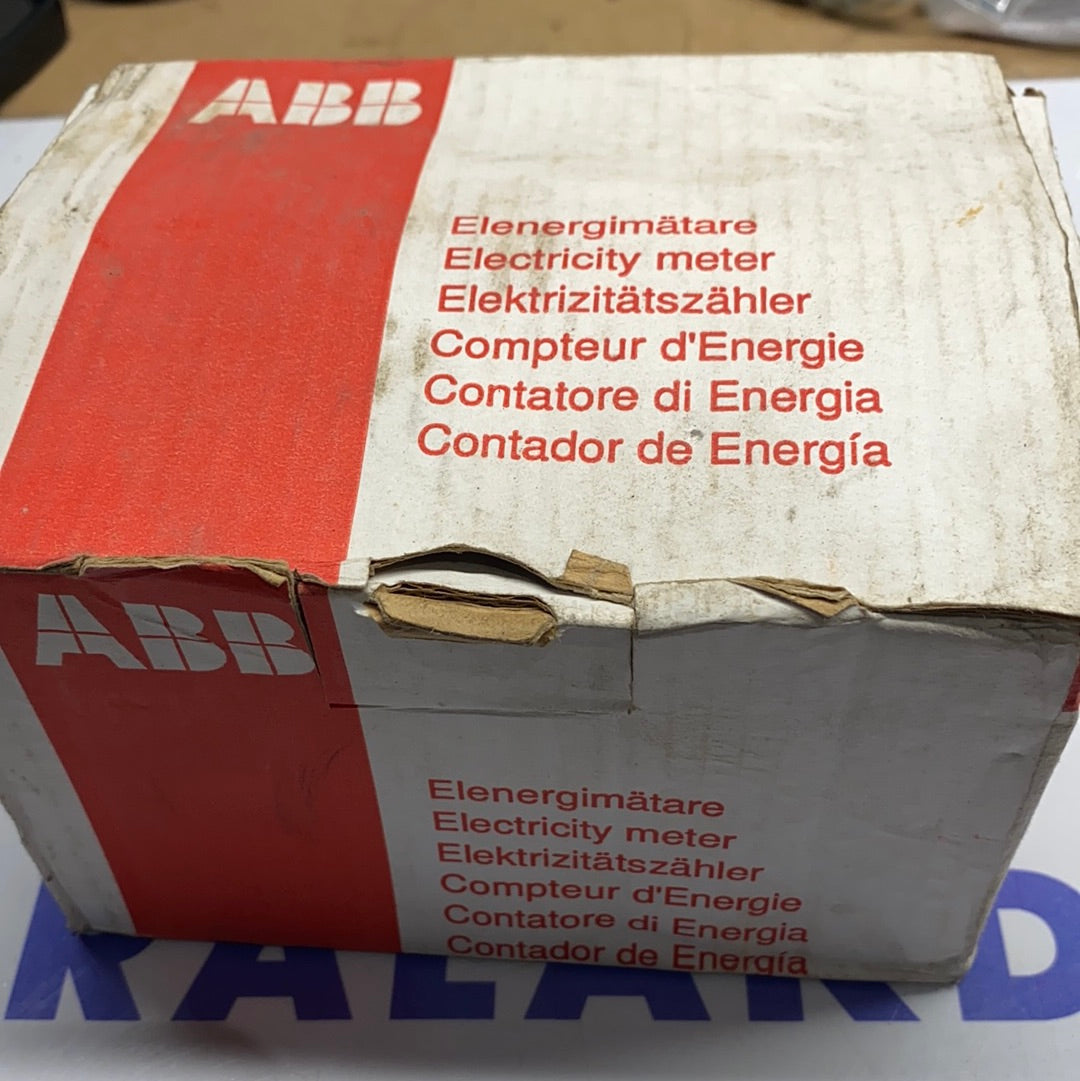 ABB
Elenergimätare
Electricity meter
Elektrizitätszähler
Compteur d'Energie
Contatore di Energia
Contador de Energía
ABB
Elenergimätare
Electricity meter
Elektrizitätszähler
Compteur d'Energie
Contatore di Energia
Contador de Energía